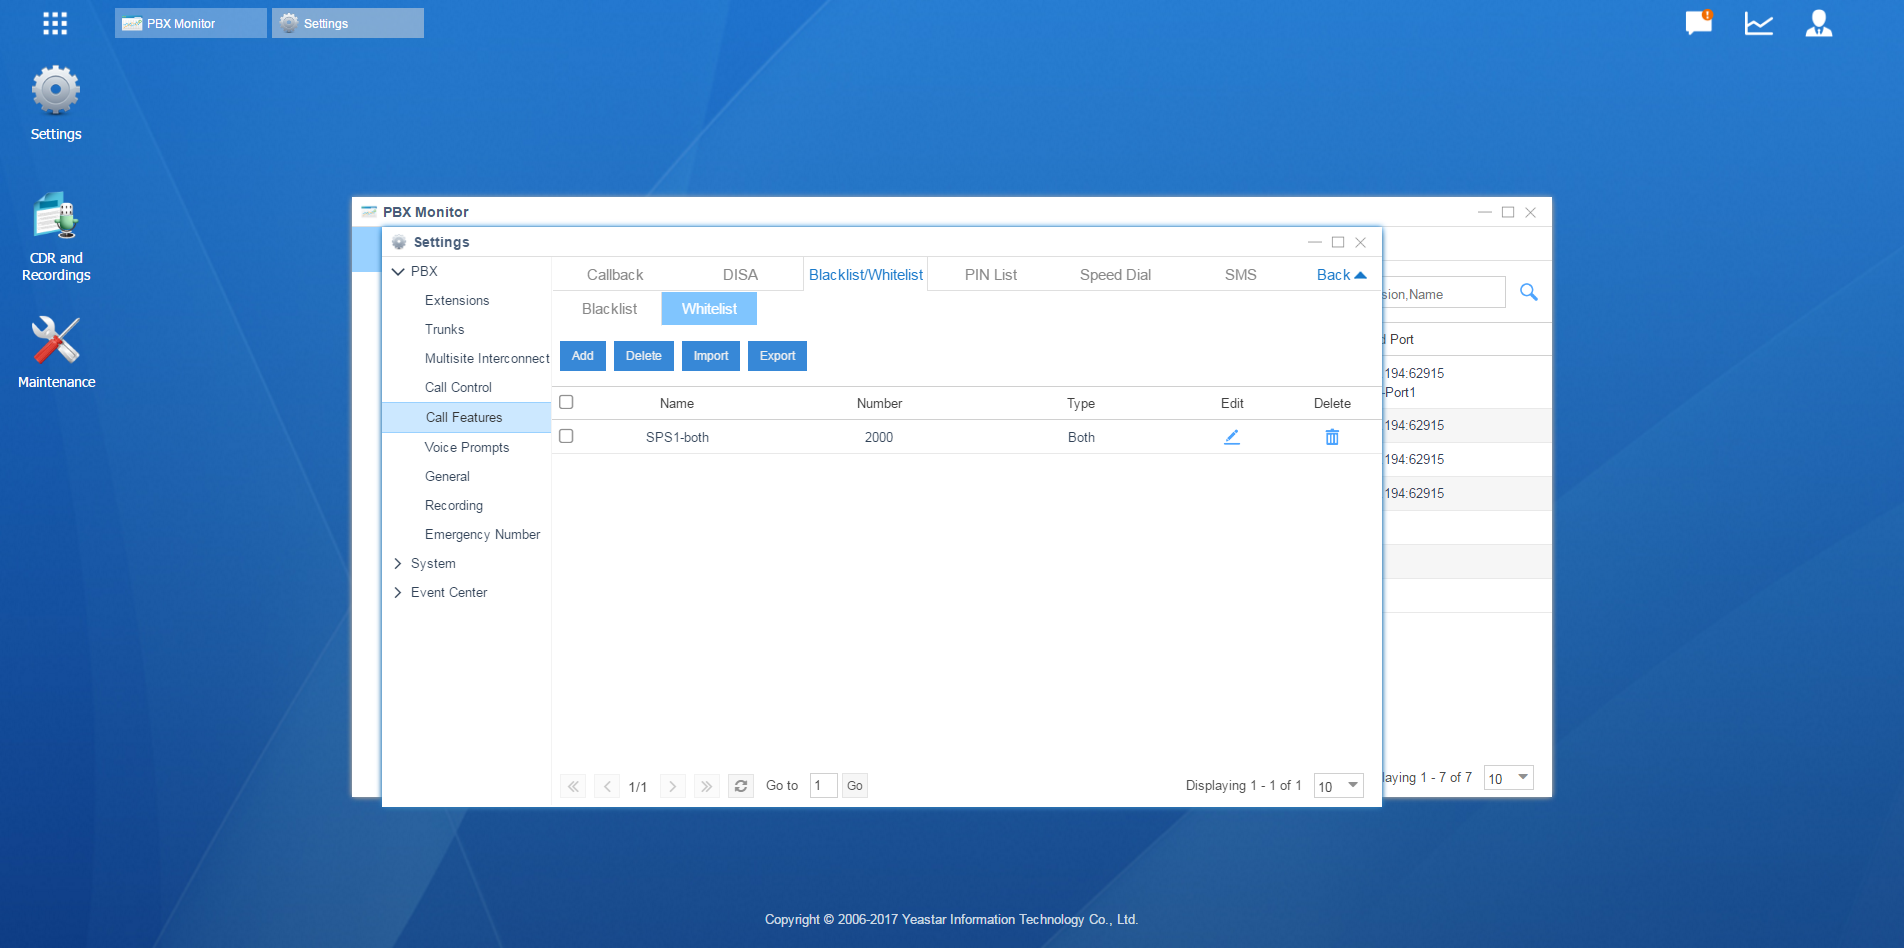 PBX Monitor
Settings
Settings
CDR and
Recordings
Maintenance
PBX Monitor
Settings
PBX
Extensions
Trunks
Multisite Interconnect
Call Control
Call Features
Voice Prompts
General
Recording
Emergency Number
System
Event Center
Callback DISA Blacklist/Whitelist PIN List Speed Dial SMS Back
Blacklist Whitelist
Add Delete Import Export
Name Number Type Edit Delete
SPS1-both 2000 Both
1/1 Go to 1 Go Displaying 1 - 1 of 1 10
sion,Name
d Port
194:62915
-Port1
194:62915
194:62915
194:62915
laying 1 - 7 of 7 10
Copyright © 2006-2017 Yeastar Information Technology Co., Ltd.